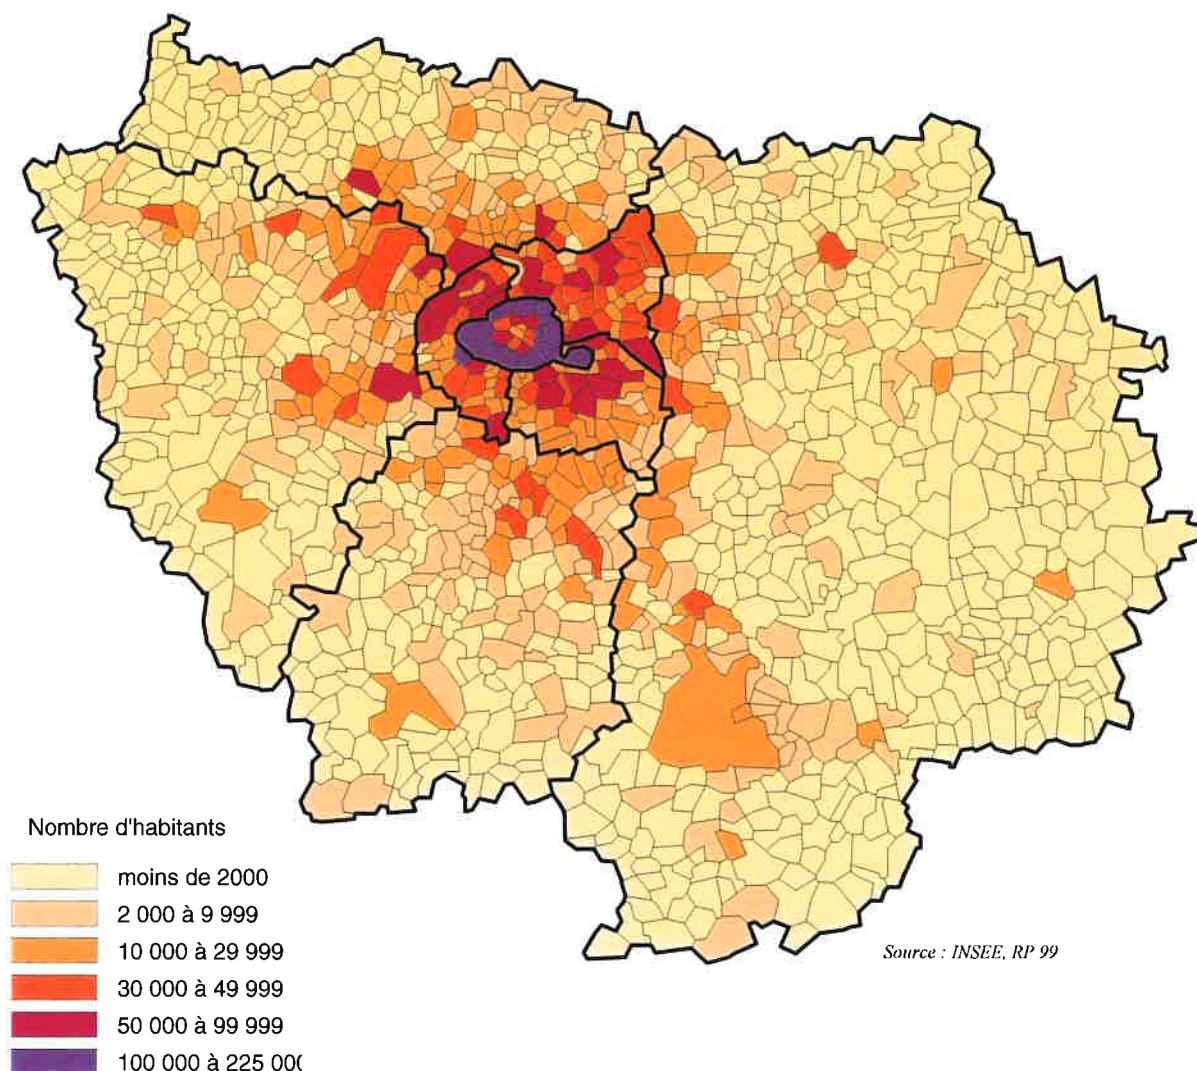 Nombre d'habitants
moins de 2000
2 000 à 9 999
10 000 à 29 999
30 000 à 49 999
50 000 à 99 999
100 000 à 225 00(
Source : INSEE, RP 99